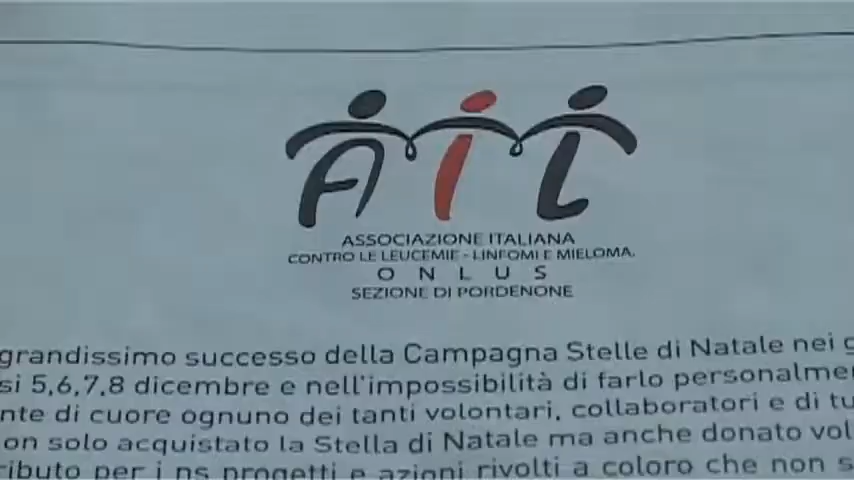 AIL
ASSOCIAZIONE ITALIANA
CONTRO LE LEUCEMIE - LINFOMI E MIELOMA.
ONLUS
SEZIONE DI PORDENONE
grandissimo successo della Campagna Stelle di Natale nei g
si 5,6,7,8 dicembre e nell'impossibilità di farlo personalme
nte di cuore ognuno dei tanti volontari, collaboratori e di tu
on solo acquistato la Stella di Natale ma anche donato vol
ributo per i ns progetti e azioni rivolti a coloro che non s